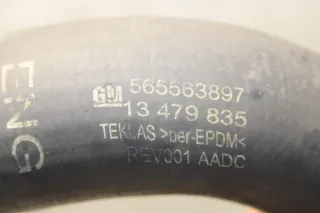 ENG
GM 565563897
13 479 835
TEKLAS >per-EPDM<
REV001 AADC